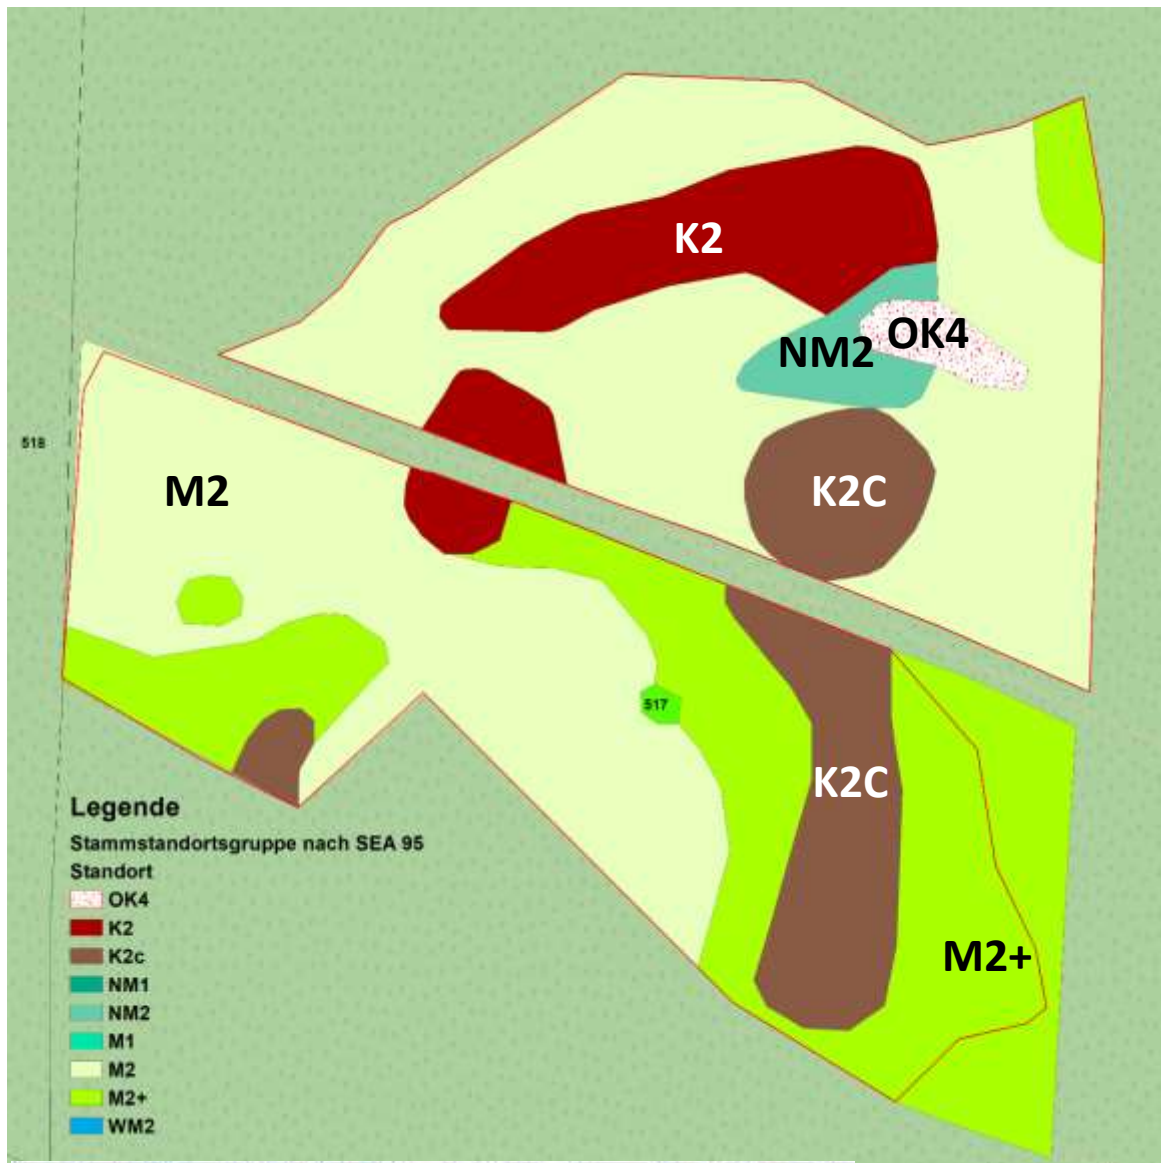 K2
OK4
NM2
518
M2
K2C
517
K2C
M2+
Legende
Stammstandortsgruppe nach SEA 95
Standort
OK4
K2
K2c
NM1
NM2
M1
M2
M2+
WM2